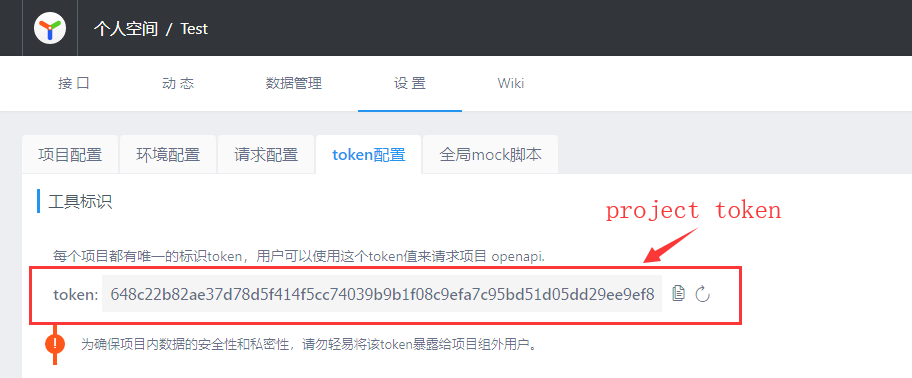 个人空间 / Test
接 口 动 态 数据管理 设 置 Wiki
项目配置 环境配置 请求配置 token配置 全局mock脚本
工具标识
project token
每个项目都有唯一的标识token，用户可以使用这个token值来请求项目 openapi.
token: 648c22b82ae37d78d5f414f5cc74039b9b1f08c9efa7c95bd51d05dd29ee9ef8
为确保项目内数据的安全性和私密性，请勿轻易将该token暴露给项目组外用户。